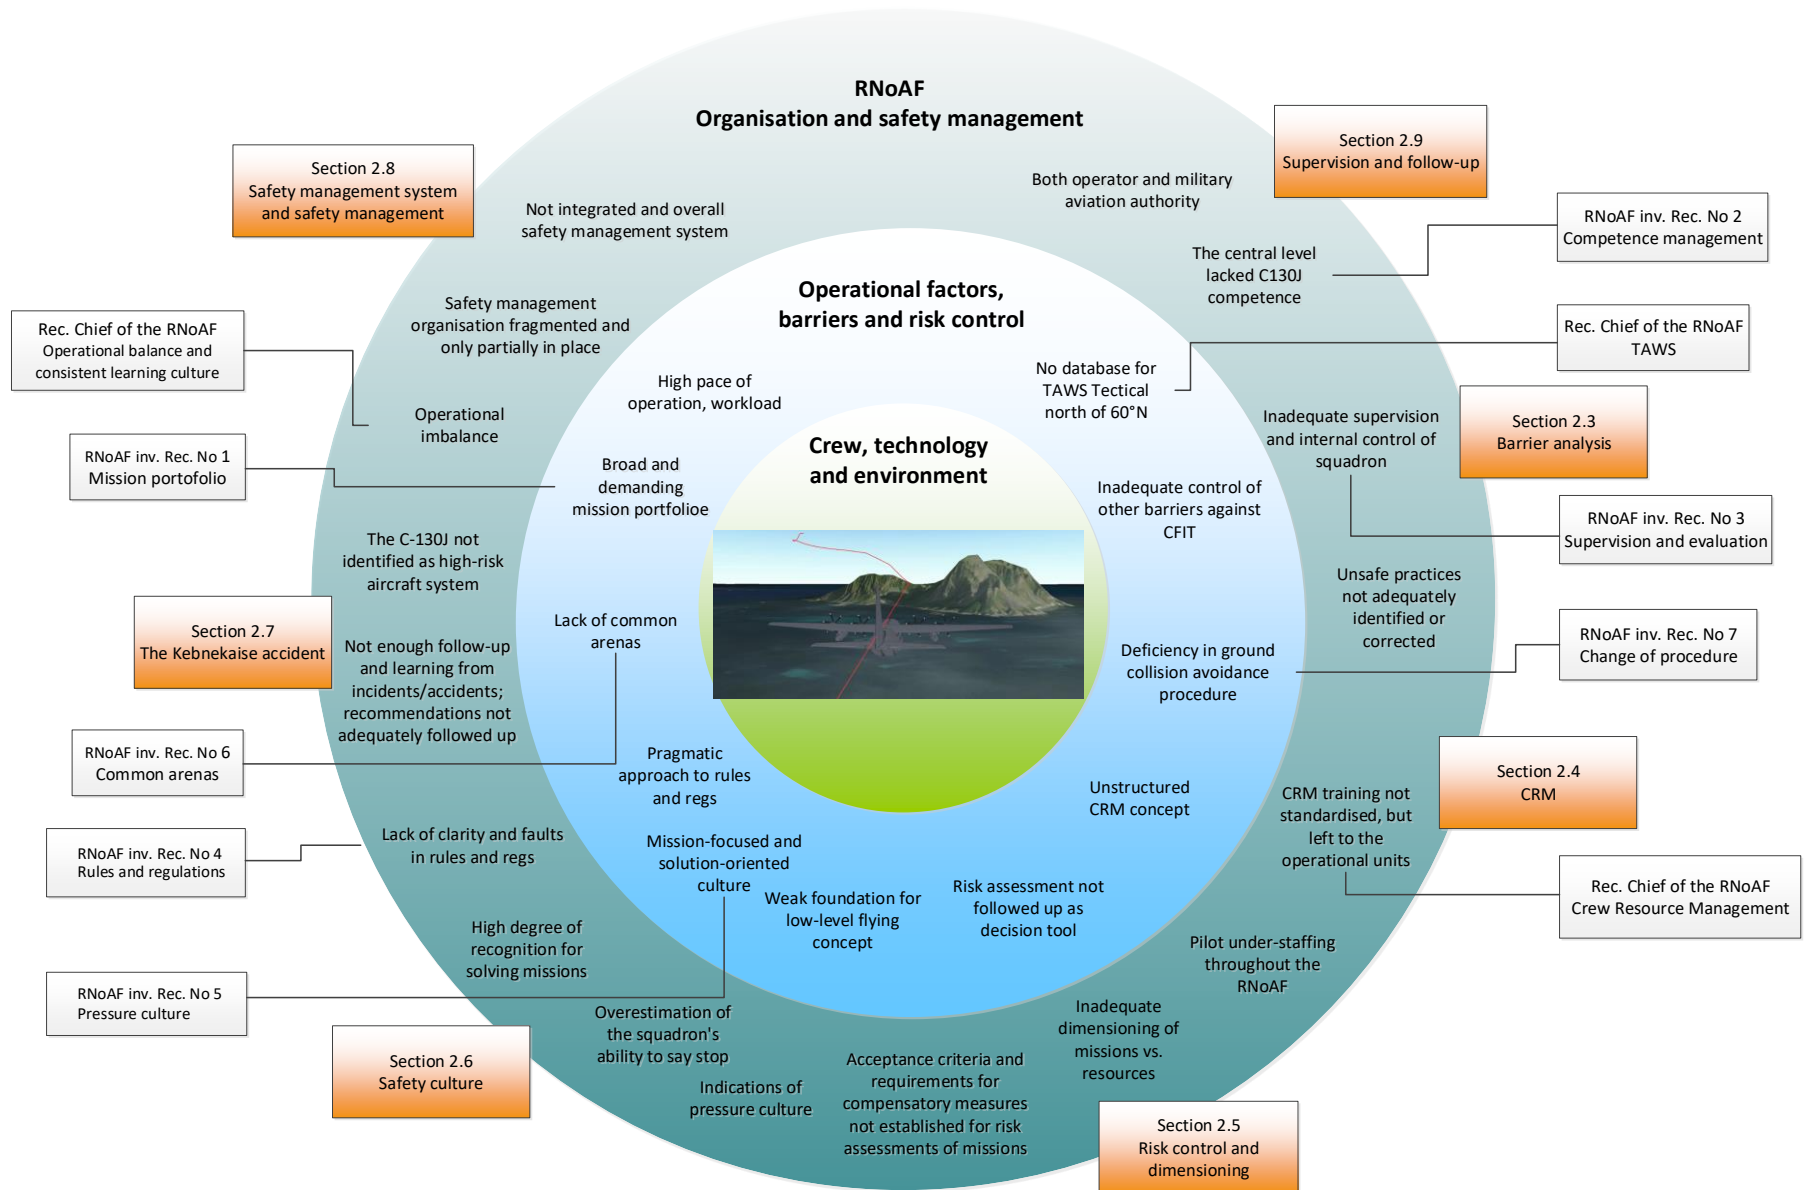 RNoAF
Organisation and safety management
Section 2.8
Safety management system
and safety management
Section 2.9
Supervision and follow-up
Not integrated and overall
safety management system
Both operator and military
aviation authority
RNoAF inv. Rec. No 2
Competence management
The central level
lacked C130J
competence
Operational factors,
barriers and risk control
Safety management
organisation fragmented and
only partially in place
Rec. Chief of the RNoAF
Operational balance and
consistent learning culture
Rec. Chief of the RNoAF
TAWS
High pace of
operation, workload
No database for
TAWS Tectical
north of 60°N
Operational
imbalance
Crew, technology
and environment
Inadequate supervision
and internal control of
squadron
Section 2.3
Barrier analysis
RNoAF inv. Rec. No 1
Mission portofolio
Broad and
demanding
mission portfolioe
Inadequate control of
other barriers against
CFIT
RNoAF inv. Rec. No 3
Supervision and evaluation
The C-130J not
identified as high-risk
aircraft system
Unsafe practices
not adequately
identified or
corrected
Section 2.7
The Kebnekaise accident
Lack of common
arenas
RNoAF inv. Rec. No 7
Change of procedure
Not enough follow-up
and learning from
incidents/accidents;
recommendations not
adequately followed up
Deficiency in ground
collision avoidance
procedure
RNoAF inv. Rec. No 6
Common arenas
Pragmatic
approach to rules
and regs
Unstructured
CRM concept
CRM training not
standardised, but
left to the
operational units
Section 2.4
CRM
RNoAF inv. Rec. No 4
Rules and regulations
Lack of clarity and faults
in rules and regs
Mission-focused and
solution-oriented
culture
Weak foundation for
low-level flying
concept
Risk assessment not
followed up as
decision tool
Rec. Chief of the RNoAF
Crew Resource Management
High degree of
recognition for
solving missions
Pilot under-staffing
throughout the
RNoAF
RNoAF inv. Rec. No 5
Pressure culture
Overestimation of
the squadron's
ability to say stop
Inadequate
dimensioning of
missions vs.
resources
Section 2.6
Safety culture
Indications of
pressure culture
Acceptance criteria and
requirements for
compensatory measures
not established for risk
assessments of missions
Section 2.5
Risk control and
dimensioning